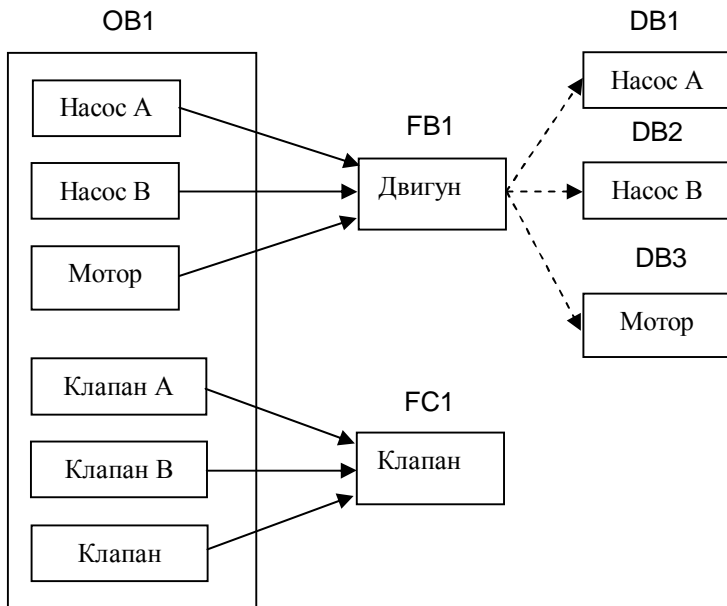 OB1
DB1
Насос А
Насос А
FB1
DB2
Насос В
Двигун
Насос В
Мотор
DB3
Мотор
Клапан А
FC1
Клапан В
Клапан
Клапан